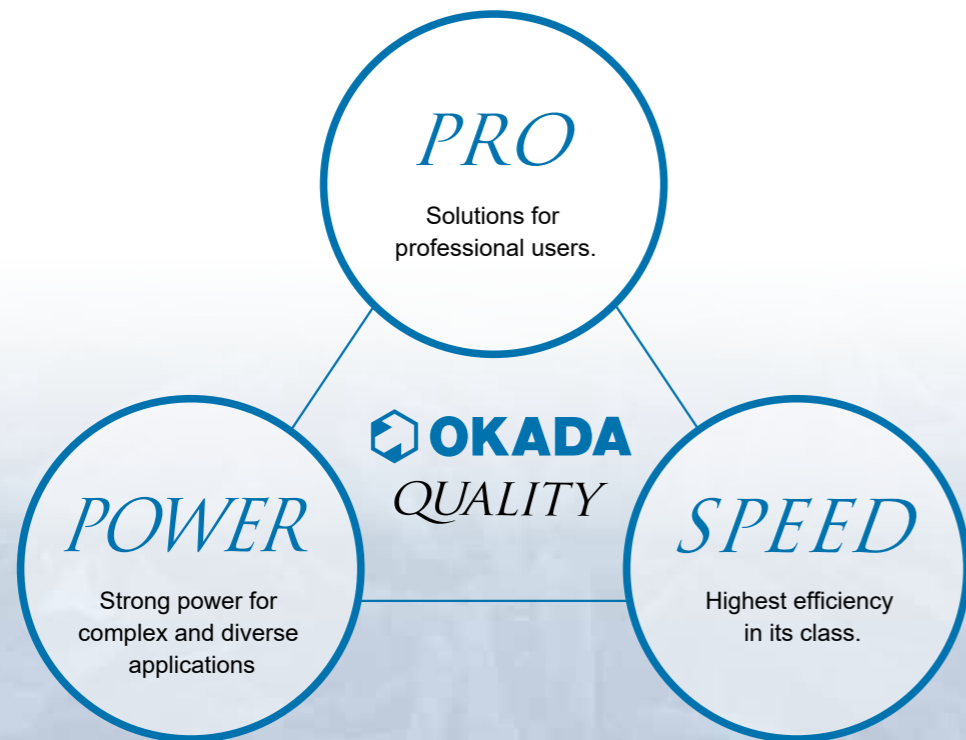 PRO
Solutions for
professional users.
OKADA
QUALITY
POWER
Strong power for
complex and diverse
applications
SPEED
Highest efficiency
in its class.